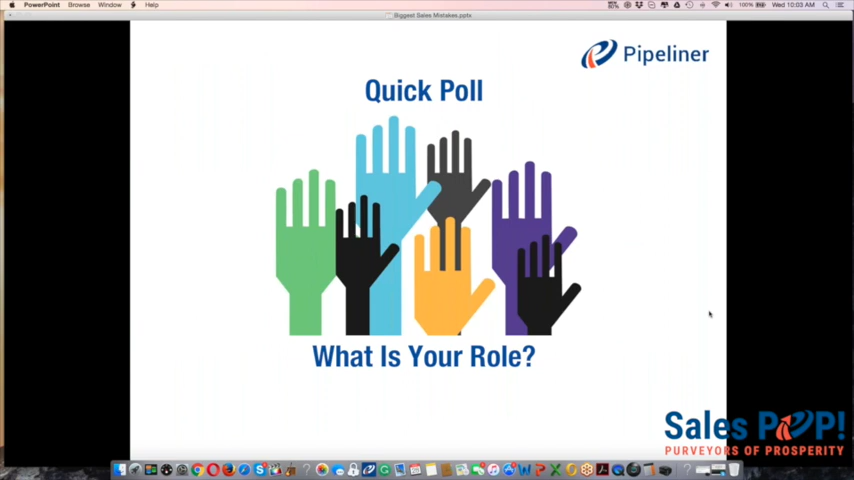 PowerPoint Browse Window Help
100% Wed 10:03 AM
Biggest Sales Mistakes.pptx
Pipeliner
Quick Poll
What Is Your Role?
Sales POP!
PURVEYORS OF PROSPERITY